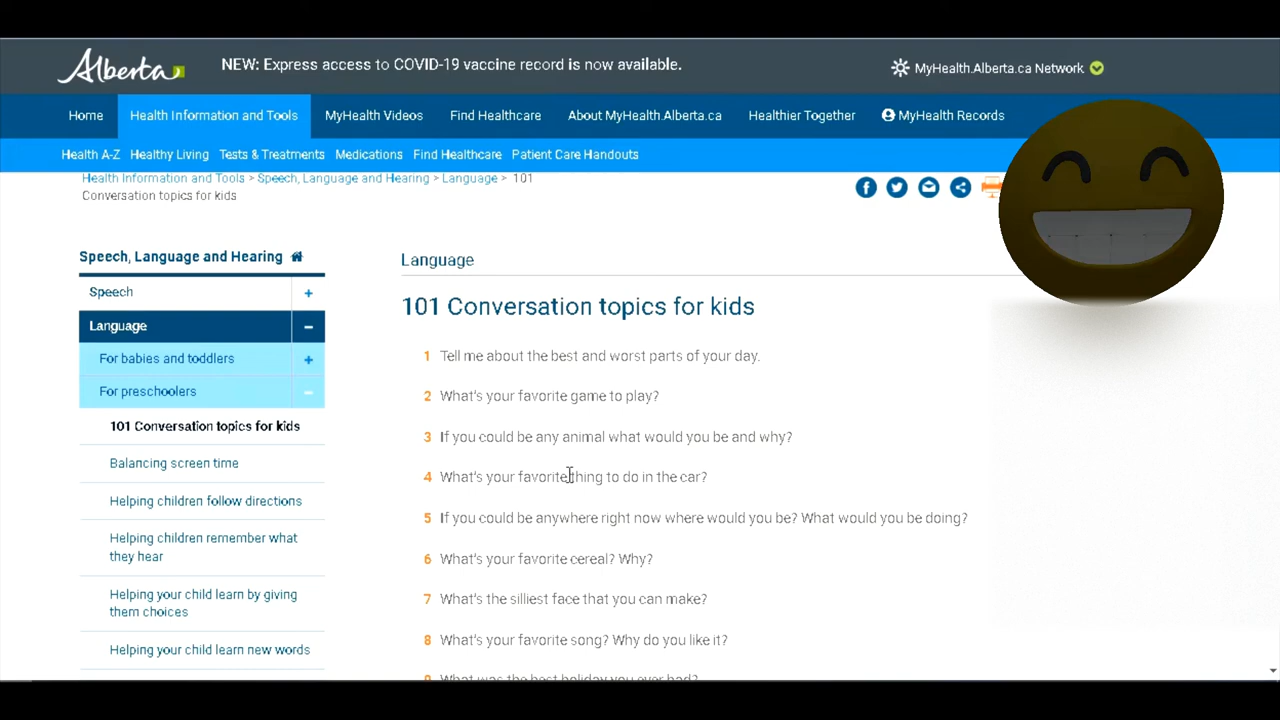 Alberta
NEW: Express access to COVID-19 vaccine record is now available.
MyHealth.Alberta.ca Network
Home
Health Information and Tools
MyHealth Videos
Find Healthcare
About MyHealth.Alberta.ca
Healthier Together
MyHealth Records
Health A-Z
Healthy Living
Tests & Treatments
Medications
Find Healthcare
Patient Care Handouts
Health Information and Tools > Speech, Language and Hearing > Language > 101
Conversation topics for kids
Speech, Language and Hearing
Speech +
Language −
For babies and toddlers +
For preschoolers −
101 Conversation topics for kids
Balancing screen time
Helping children follow directions
Helping children remember what
they hear
Helping your child learn by giving
them choices
Helping your child learn new words
Language
101 Conversation topics for kids
1 Tell me about the best and worst parts of your day.
2 What's your favorite game to play?
3 If you could be any animal what would you be and why?
4 What's your favorite thing to do in the car?
5 If you could be anywhere right now where would you be? What would you be doing?
6 What's your favorite cereal? Why?
7 What's the silliest face that you can make?
8 What's your favorite song? Why do you like it?
9 What was the best holiday you ever had?